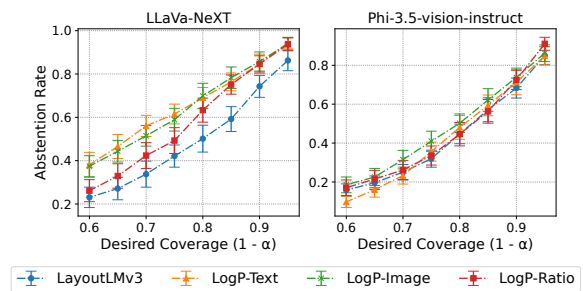 LLaVa-NeXT
Phi-3.5-vision-instruct
Abstention Rate
1.0
0.8
0.6
0.4
0.2
0.8
0.6
0.4
0.2
0.6 0.7 0.8 0.9
0.6 0.7 0.8 0.9
Desired Coverage (1 - α)
Desired Coverage (1 - α)
LayoutLMv3 LogP-Text LogP-Image LogP-Ratio